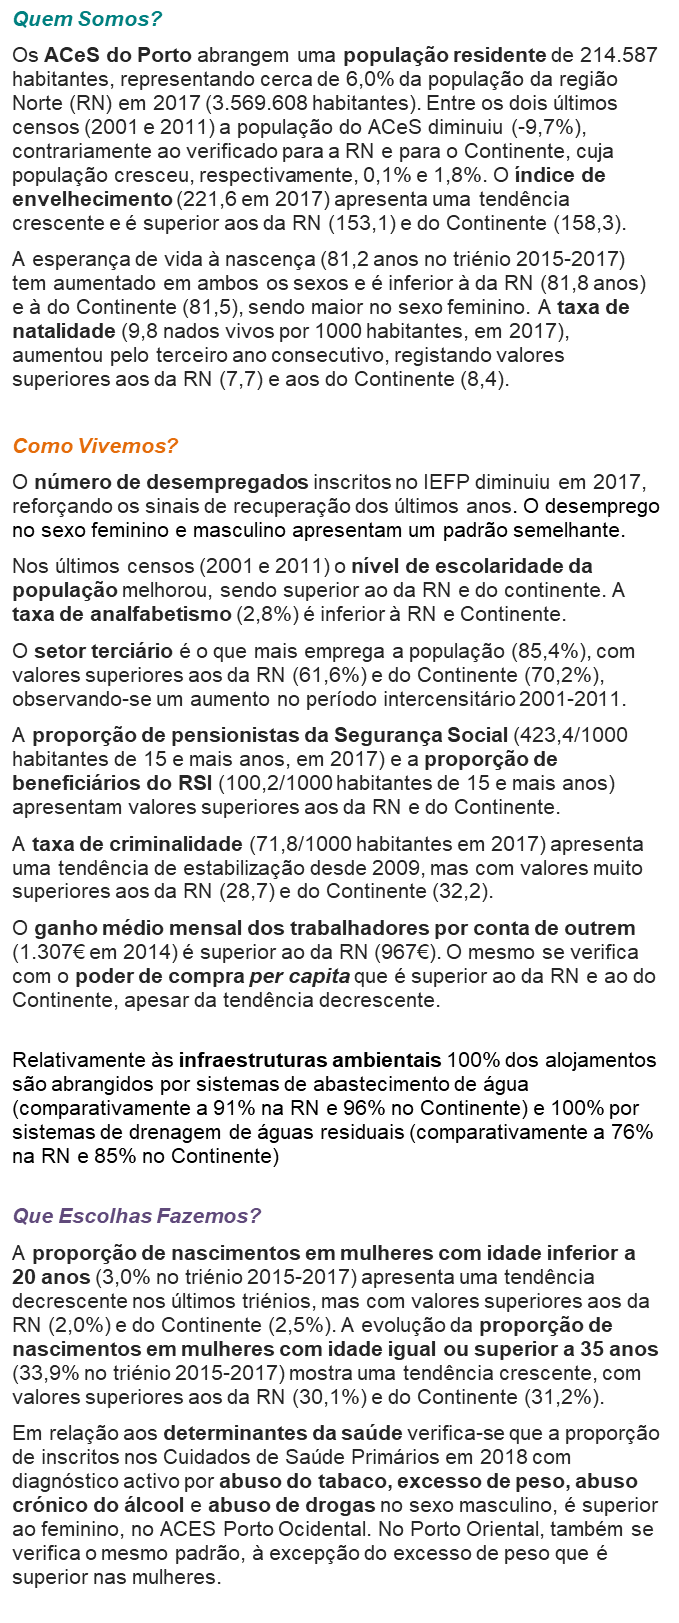 Quem Somos?
Os ACeS do Porto abrangem uma população residente de 214.587
habitantes, representando cerca de 6,0% da população da região
Norte (RN) em 2017 (3.569.608 habitantes). Entre os dois últimos
censos (2001 e 2011) a população do ACeS diminuiu (-9,7%),
contrariamente ao verificado para a RN e para o Continente, cuja
população cresceu, respectivamente, 0,1% e 1,8%. O índice de
envelhecimento (221,6 em 2017) apresenta uma tendência
crescente e é superior aos da RN (153,1) e do Continente (158,3).
A esperança de vida à nascença (81,2 anos no triénio 2015-2017)
tem aumentado em ambos os sexos e é inferior à da RN (81,8 anos)
e à do Continente (81,5), sendo maior no sexo feminino. A taxa de
natalidade (9,8 nados vivos por 1000 habitantes, em 2017),
aumentou pelo terceiro ano consecutivo, registando valores
superiores aos da RN (7,7) e aos do Continente (8,4).
Como Vivemos?
O número de desempregados inscritos no IEFP diminuiu em 2017,
reforçando os sinais de recuperação dos últimos anos. O desemprego
no sexo feminino e masculino apresentam um padrão semelhante.
Nos últimos censos (2001 e 2011) o nível de escolaridade da
população melhorou, sendo superior ao da RN e do continente. A
taxa de analfabetismo (2,8%) é inferior à RN e Continente.
O setor terciário é o que mais emprega a população (85,4%), com
valores superiores aos da RN (61,6%) e do Continente (70,2%),
observando-se um aumento no período intercensitário 2001-2011.
A proporção de pensionistas da Segurança Social (423,4/1000
habitantes de 15 e mais anos, em 2017) e a proporção de
beneficiários do RSI (100,2/1000 habitantes de 15 e mais anos)
apresentam valores superiores aos da RN e do Continente.
A taxa de criminalidade (71,8/1000 habitantes em 2017) apresenta
uma tendência de estabilização desde 2009, mas com valores muito
superiores aos da RN (28,7) e do Continente (32,2).
O ganho médio mensal dos trabalhadores por conta de outrem
(1.307€ em 2014) é superior ao da RN (967€). O mesmo se verifica
com o poder de compra per capita que é superior ao da RN e ao do
Continente, apesar da tendência decrescente.
Relativamente às infraestruturas ambientais 100% dos alojamentos
são abrangidos por sistemas de abastecimento de água
(comparativamente a 91% na RN e 96% no Continente) e 100% por
sistemas de drenagem de águas residuais (comparativamente a 76%
na RN e 85% no Continente)
Que Escolhas Fazemos?
A proporção de nascimentos em mulheres com idade inferior a
20 anos (3,0% no triénio 2015-2017) apresenta uma tendência
decrescente nos últimos triénios, mas com valores superiores aos da
RN (2,0%) e do Continente (2,5%). A evolução da proporção de
nascimentos em mulheres com idade igual ou superior a 35 anos
(33,9% no triénio 2015-2017) mostra uma tendência crescente, com
valores superiores aos da RN (30,1%) e do Continente (31,2%).
Em relação aos determinantes da saúde verifica-se que a proporção
de inscritos nos Cuidados de Saúde Primários em 2018 com
diagnóstico activo por abuso do tabaco, excesso de peso, abuso
crónico do álcool e abuso de drogas no sexo masculino, é superior
ao feminino, no ACES Porto Ocidental. No Porto Oriental, também se
verifica o mesmo padrão, à excepção do excesso de peso que é
superior nas mulheres.